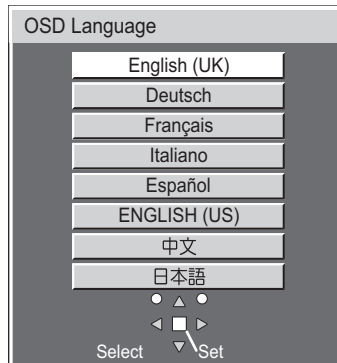 OSD Language
English (UK)
Deutsch
Français
Italiano
Español
ENGLISH (US)
中文
日本語
Select Set